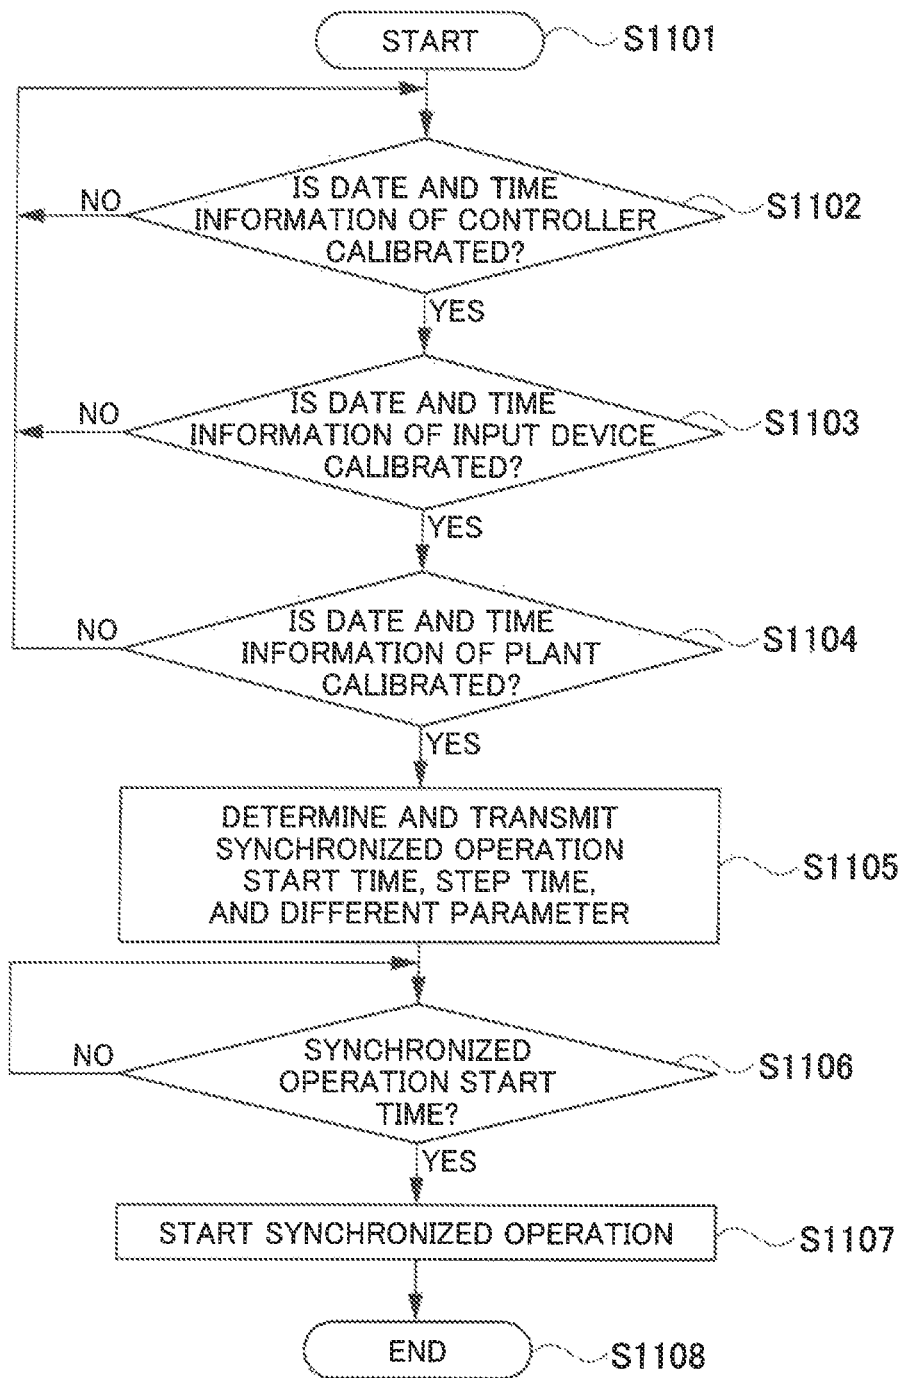 START
S1101
NO
IS DATE AND TIME
INFORMATION OF CONTROLLER
CALIBRATED?
S1102
YES
NO
IS DATE AND TIME
INFORMATION OF INPUT DEVICE
CALIBRATED?
S1103
YES
NO
IS DATE AND TIME
INFORMATION OF PLANT
CALIBRATED?
S1104
YES
DETERMINE AND TRANSMIT
SYNCHRONIZED OPERATION
START TIME, STEP TIME,
AND DIFFERENT PARAMETER
S1105
NO
SYNCHRONIZED
OPERATION START
TIME?
S1106
YES
START SYNCHRONIZED OPERATION
S1107
END
S1108